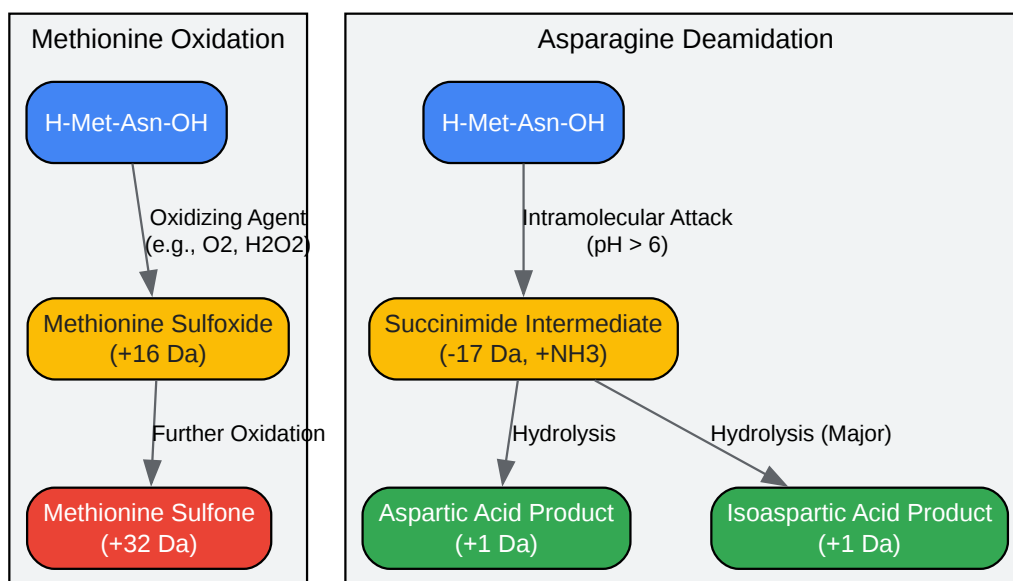 Methionine Oxidation
H-Met-Asn-OH
Oxidizing Agent
(e.g., O2, H2O2)
Methionine Sulfoxide
(+16 Da)
Further Oxidation
Methionine Sulfone
(+32 Da)
Asparagine Deamidation
H-Met-Asn-OH
Intramolecular Attack
(pH > 6)
Succinimide Intermediate
(-17 Da, +NH3)
Hydrolysis
Hydrolysis (Major)
Aspartic Acid Product
(+1 Da)
Isoaspartic Acid Product
(+1 Da)